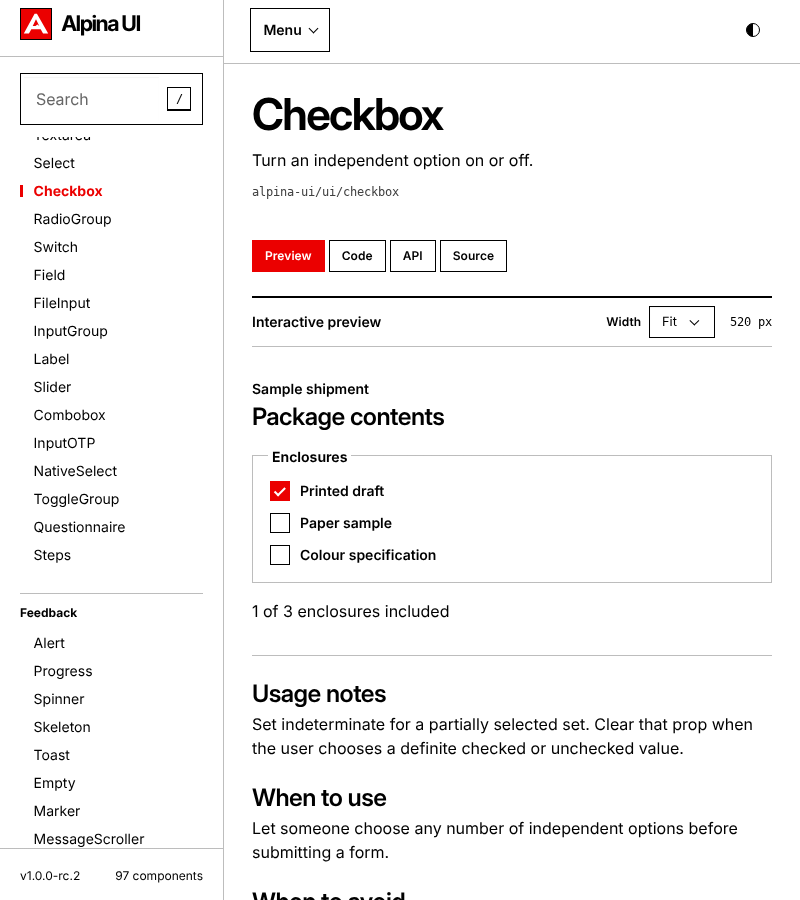 Alpina UI
Menu
Search /
Select
Checkbox
RadioGroup
Switch
Field
FileInput
InputGroup
Label
Slider
Combobox
InputOTP
NativeSelect
ToggleGroup
Questionnaire
Steps
Feedback
Alert
Progress
Spinner
Skeleton
Toast
Empty
Marker
MessageScroller
v1.0.0-rc.2 97 components
Checkbox
Turn an independent option on or off.
alpina-ui/ui/checkbox
Preview Code API Source
Interactive preview Width Fit 520 px
Sample shipment
Package contents
Enclosures
Printed draft
Paper sample
Colour specification
1 of 3 enclosures included
Usage notes
Set indeterminate for a partially selected set. Clear that prop when
the user chooses a definite checked or unchecked value.
When to use
Let someone choose any number of independent options before
submitting a form.
When to avoid